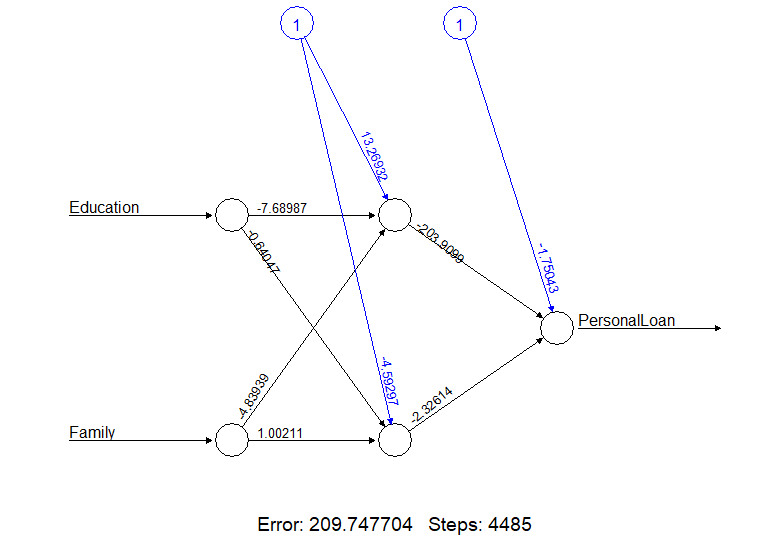 1
1
13.26932
Education
-7.68987
-0.64047
-203.9099
-1.75043
PersonalLoan
4.83939
-4.59297
-2.32614
Family
1.00211
Error: 209.747704 Steps: 4485